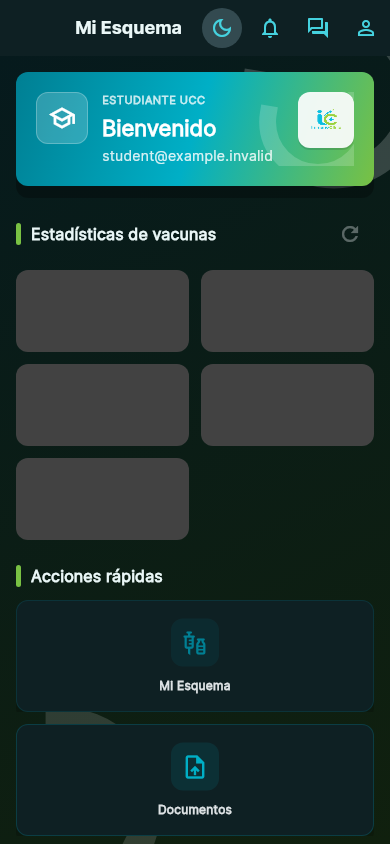 Mi Esquema
ESTUDIANTE UCC
Bienvenido
student@example.invalid
Estadísticas de vacunas
Acciones rápidas
Mi Esquema
Documentos